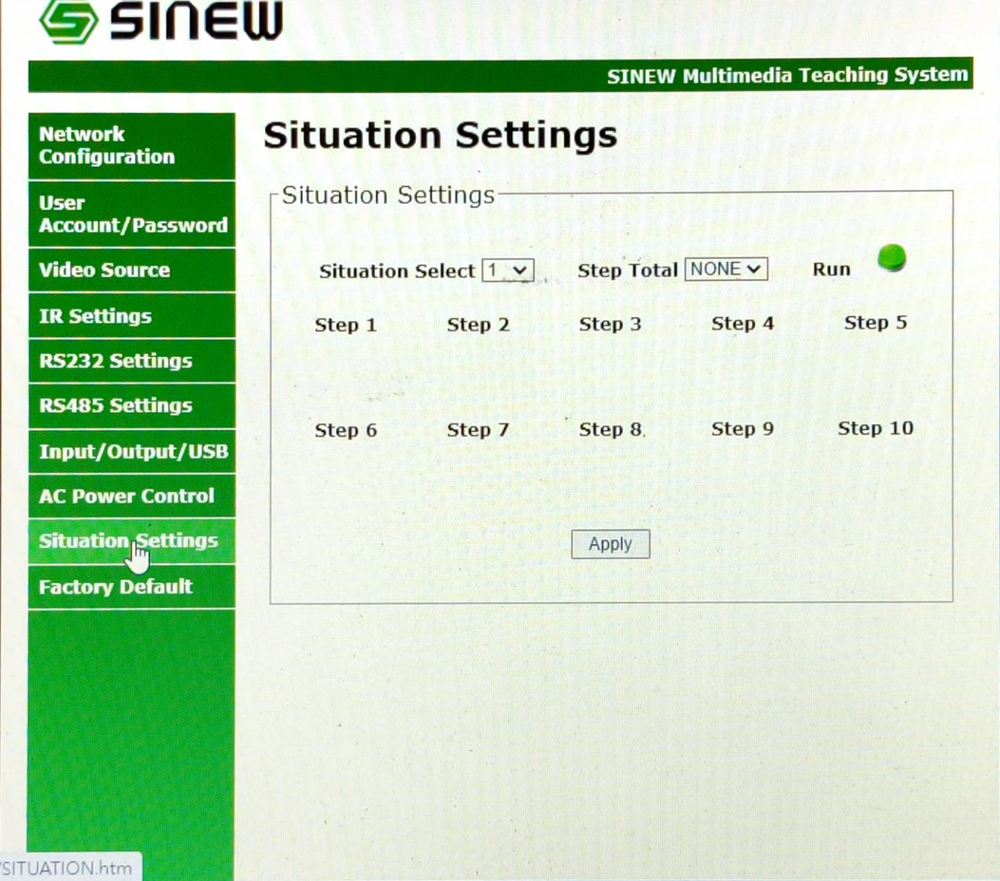 SINEW
SINEW Multimedia Teaching System
Network
Configuration
User
Account/Password
Video Source
IR Settings
RS232 Settings
RS485 Settings
Input/Output/USB
AC Power Control
Situation Settings
Factory Default
Situation Settings
Situation Settings
Situation Select 1 Step Total NONE Run
Step 1 Step 2 Step 3 Step 4 Step 5
Step 6 Step 7 Step 8 Step 9 Step 10
Apply
/SITUATION.htm